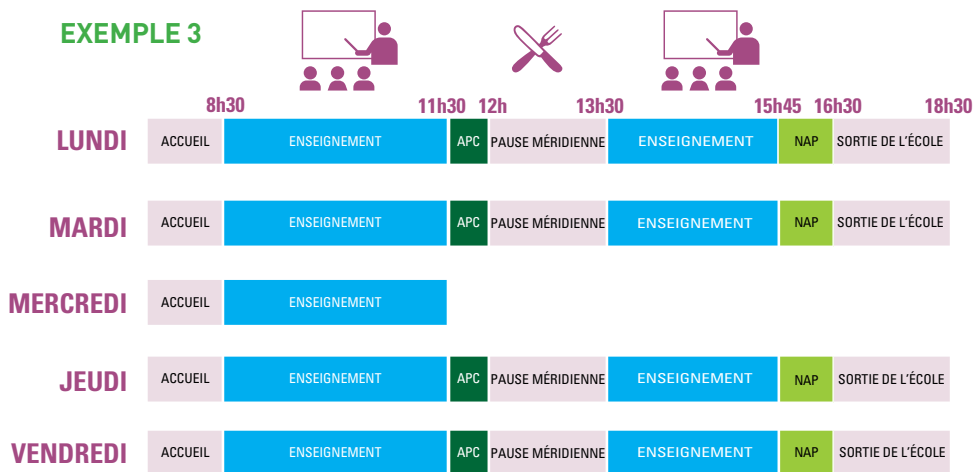 EXEMPLE 3
8h30 11h30 12h 13h30 15h45 16h30 18h30
LUNDI ACCUEIL ENSEIGNEMENT APC PAUSE MÉRIDIENNE ENSEIGNEMENT NAP SORTIE DE L'ÉCOLE
MARDI ACCUEIL ENSEIGNEMENT APC PAUSE MÉRIDIENNE ENSEIGNEMENT NAP SORTIE DE L'ÉCOLE
MERCREDI ACCUEIL ENSEIGNEMENT
JEUDI ACCUEIL ENSEIGNEMENT APC PAUSE MÉRIDIENNE ENSEIGNEMENT NAP SORTIE DE L'ÉCOLE
VENDREDI ACCUEIL ENSEIGNEMENT APC PAUSE MÉRIDIENNE ENSEIGNEMENT NAP SORTIE DE L'ÉCOLE